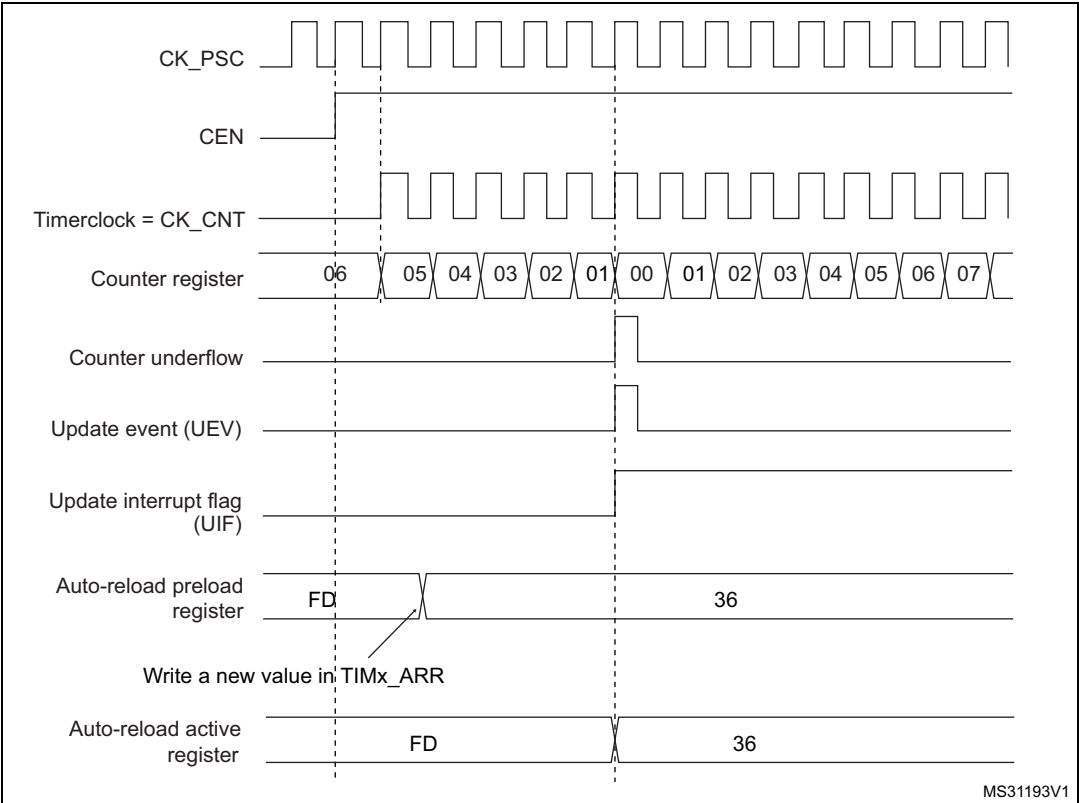 CK_PSC
CEN
Timerclock = CK_CNT
Counter register
06 05 04 03 02 01 00 01 02 03 04 05 06 07
Counter underflow
Update event (UEV)
Update interrupt flag
(UIF)
Auto-reload preload
register
FD 36
Write a new value in TIMx_ARR
Auto-reload active
register
FD 36
MS31193V1